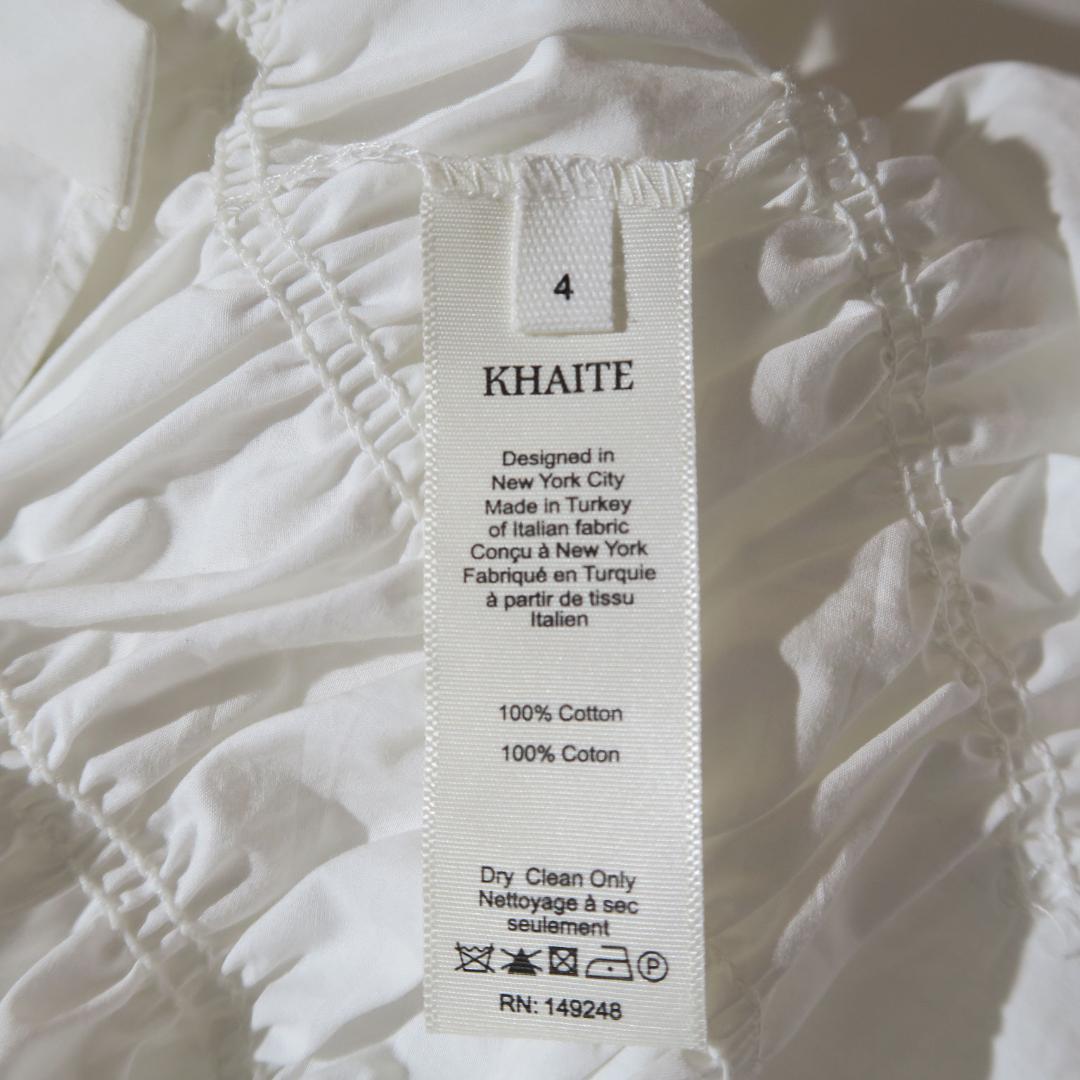 4
KHAITE
Designed in
New York City
Made in Turkey
of Italian fabric
Conçu à New York
Fabriqué en Turquie
à partir de tissu
Italien
100% Cotton
100% Coton
Dry Clean Only
Nettoyage à sec
seulement
P
RN: 149248